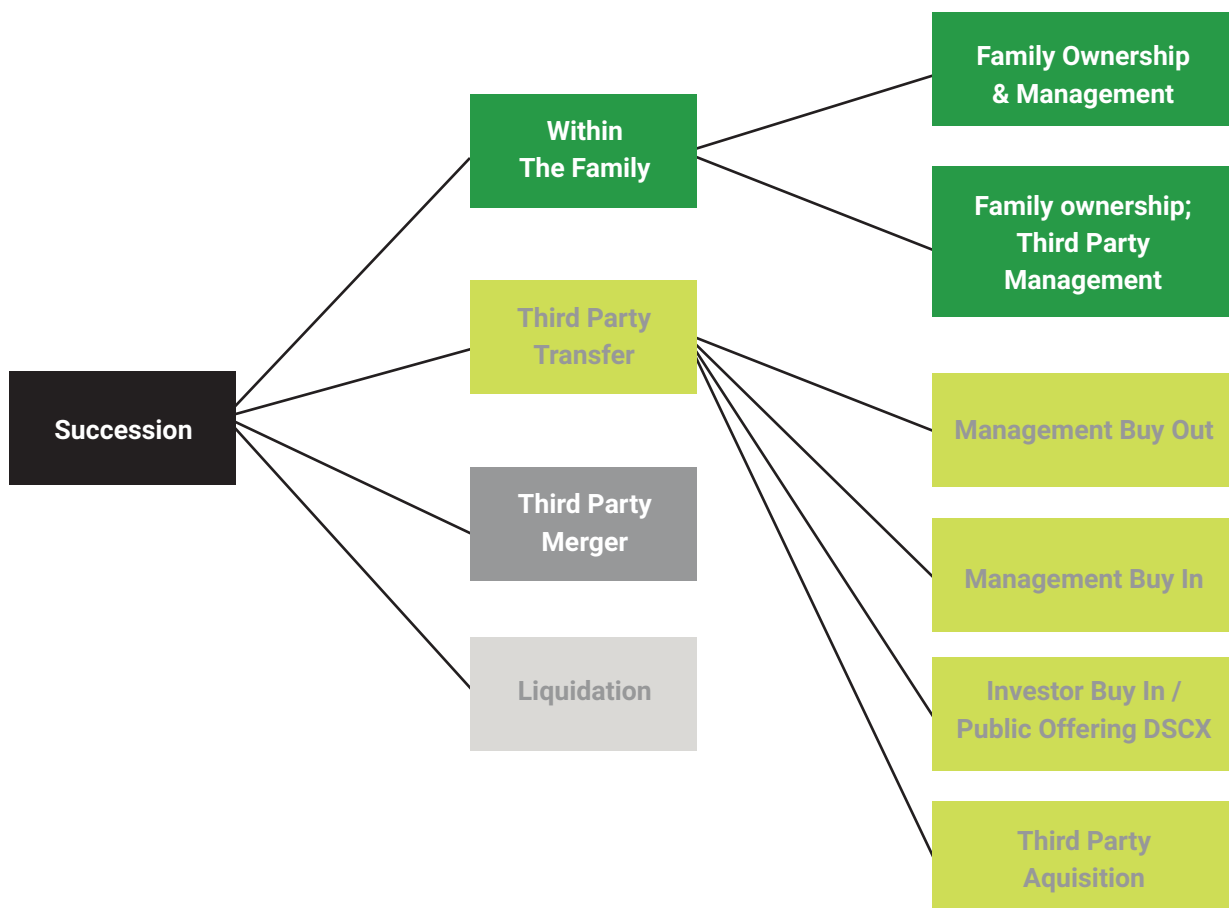 Succession
Within
The Family
Third Party
Transfer
Third Party
Merger
Liquidation
Family Ownership
& Management
Family ownership;
Third Party
Management
Management Buy Out
Management Buy In
Investor Buy In /
Public Offering DSCX
Third Party
Aquisition